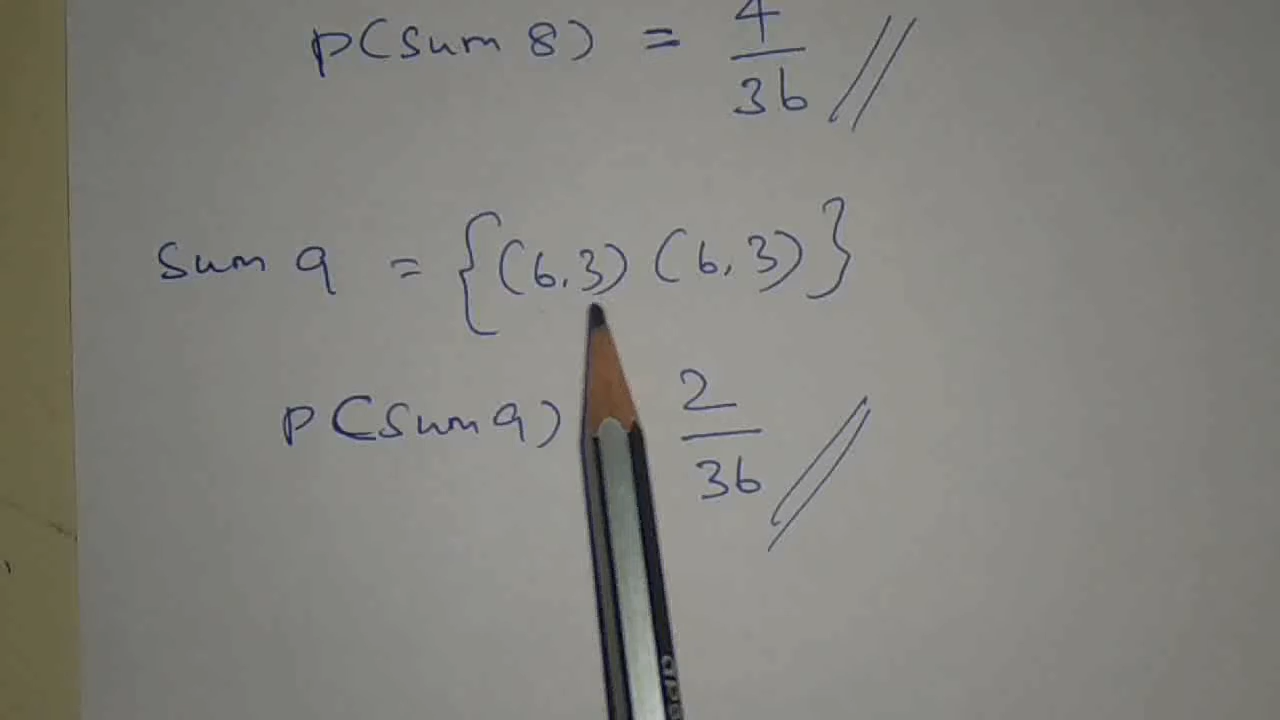 P(Sum 8) = 4/36
Sum 9 = {(6,3) (6,3)}
P(Sum 9) 2/36